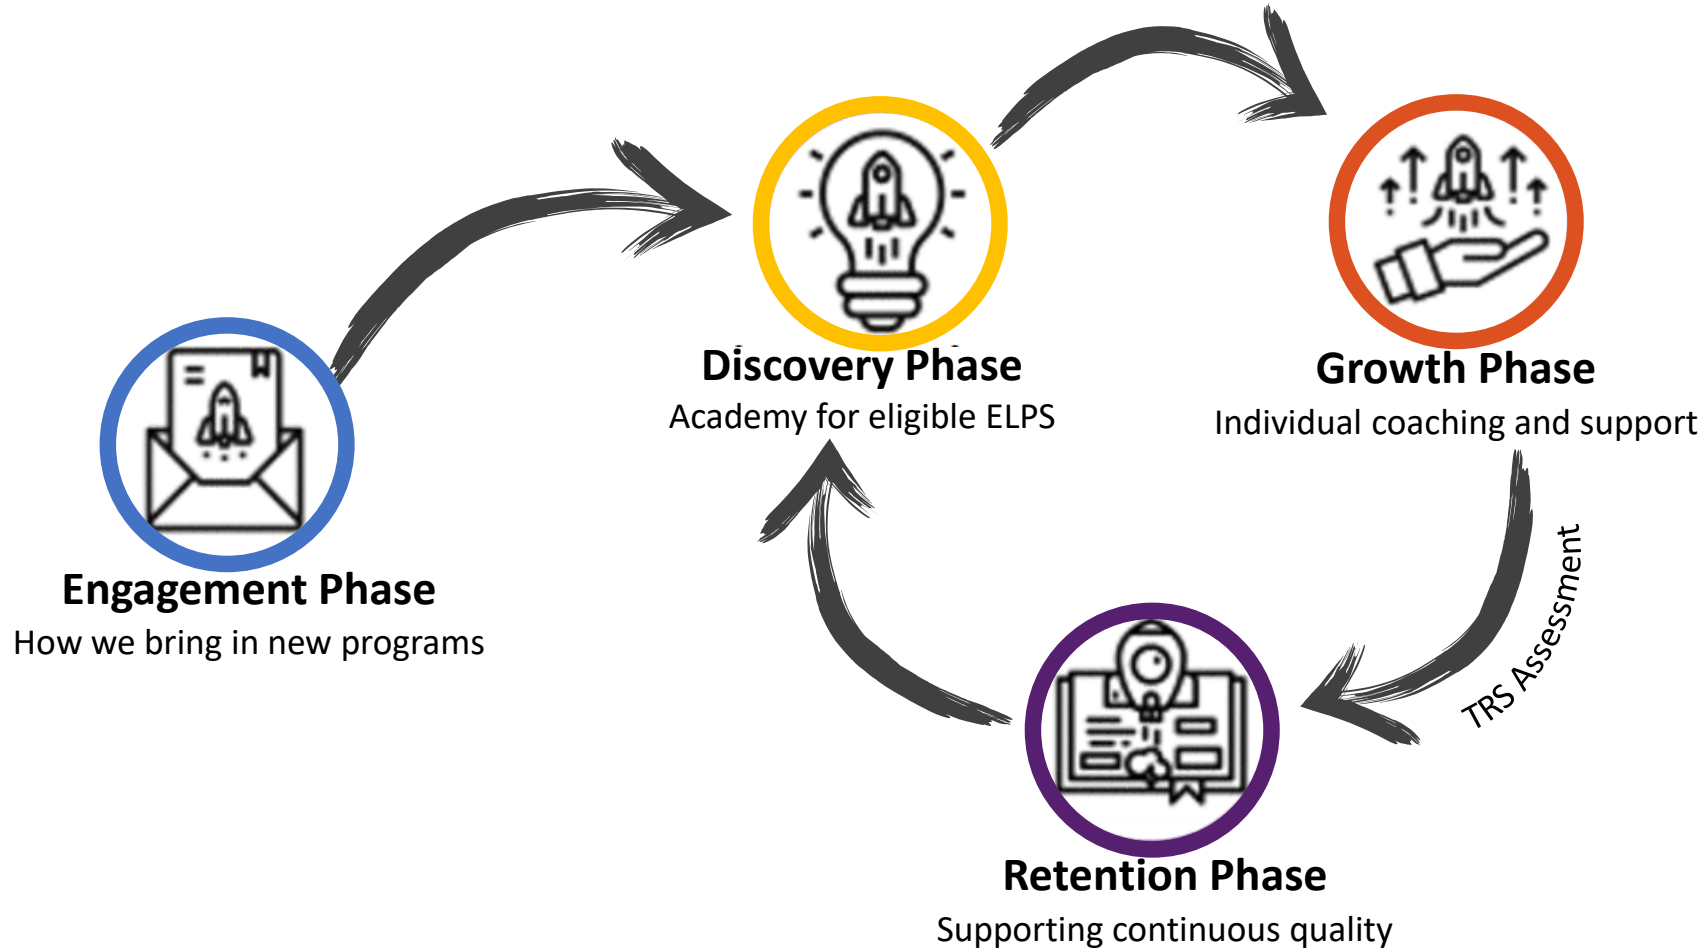 Engagement Phase
How we bring in new programs
Discovery Phase
Academy for eligible ELPS
Growth Phase
Individual coaching and support
TRS Assessment
Retention Phase
Supporting continuous quality